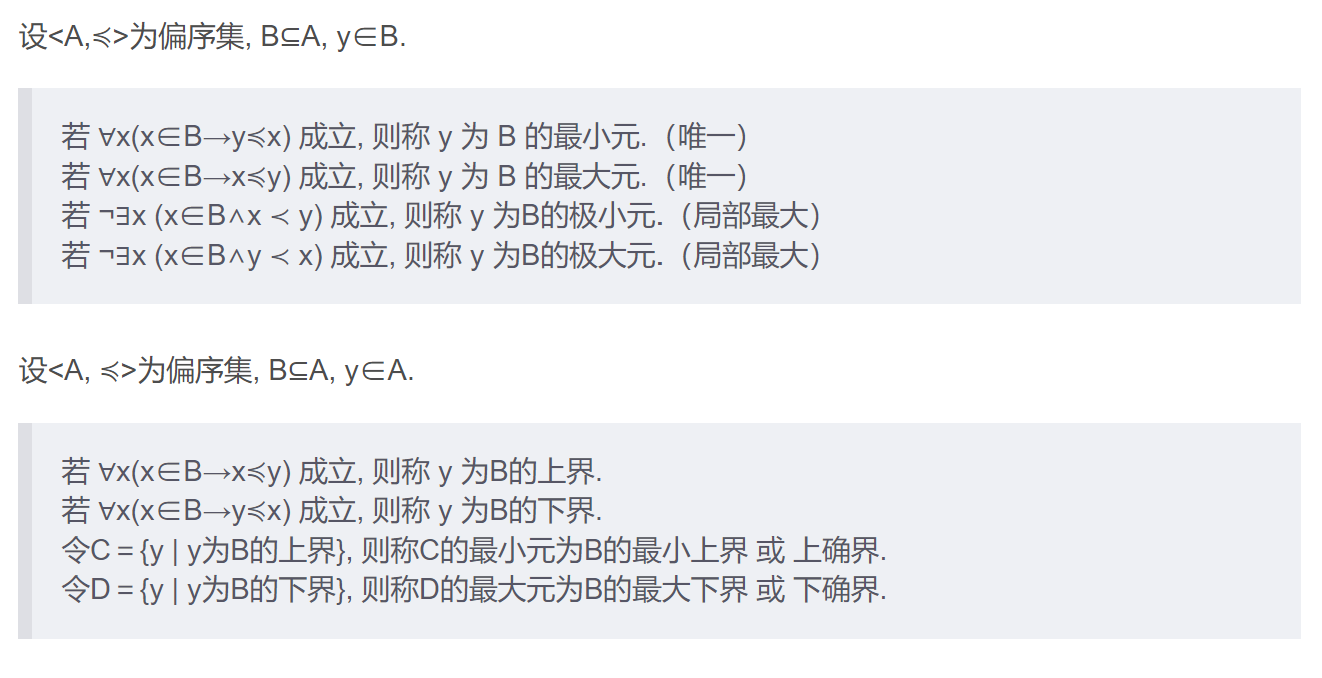 设<A,≼>为偏序集, B⊆A, y∈B.
若 ∀x(x∈B→y≼x) 成立, 则称 y 为 B 的最小元.（唯一）
若 ∀x(x∈B→x≼y) 成立, 则称 y 为 B 的最大元.（唯一）
若 ¬∃x (x∈B∧x ≺ y) 成立, 则称 y 为B的极小元.（局部最大）
若 ¬∃x (x∈B∧y ≺ x) 成立, 则称 y 为B的极大元.（局部最大）
设<A, ≼>为偏序集, B⊆A, y∈A.
若 ∀x(x∈B→x≼y) 成立, 则称 y 为B的上界.
若 ∀x(x∈B→y≼x) 成立, 则称 y 为B的下界.
令C = {y | y为B的上界}, 则称C的最小元为B的最小上界 或 上确界.
令D = {y | y为B的下界}, 则称D的最大元为B的最大下界 或 下确界.